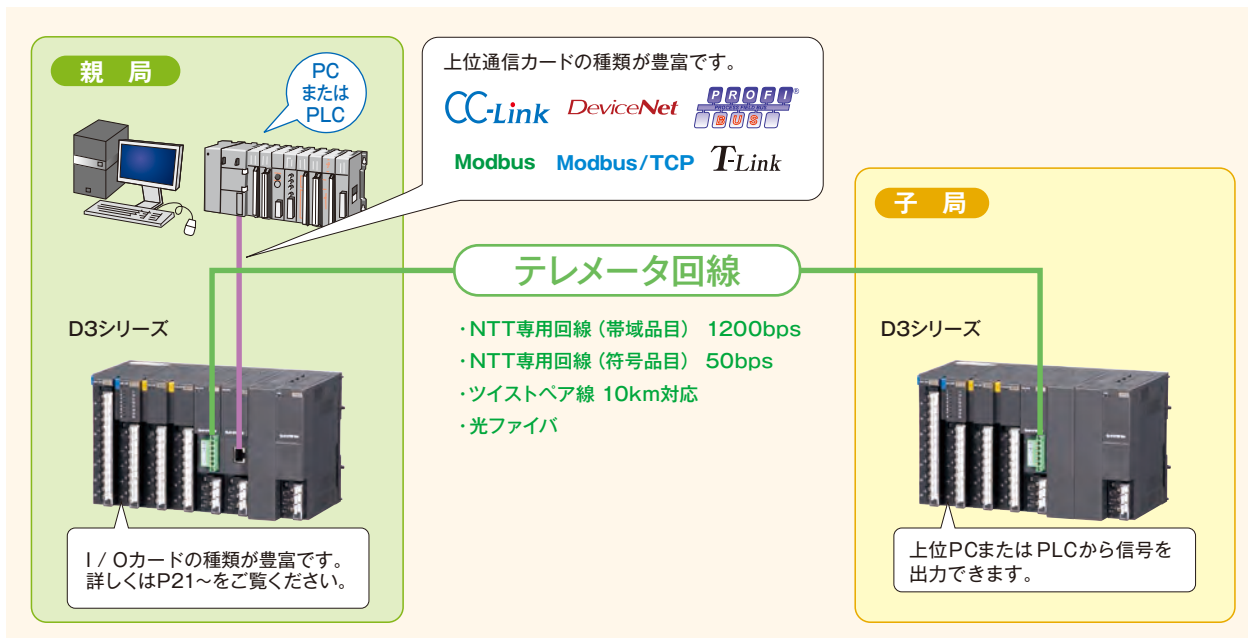 親 局
PC
または
PLC
上位通信カードの種類が豊富です。
CC-Link DeviceNet PROFI®
PROCESS FIELD BUS
BUS
Modbus Modbus/TCP T-Link
子 局
テレメータ回線
D3シリーズ
・NTT専用回線（帯域品目） 1200bps
・NTT専用回線（符号品目） 50bps
・ツイストペア線 10km対応
・光ファイバ
D3シリーズ
I / Oカードの種類が豊富です。
詳しくはP21～をご覧ください。
上位PCまたはPLCから信号を
出力できます。